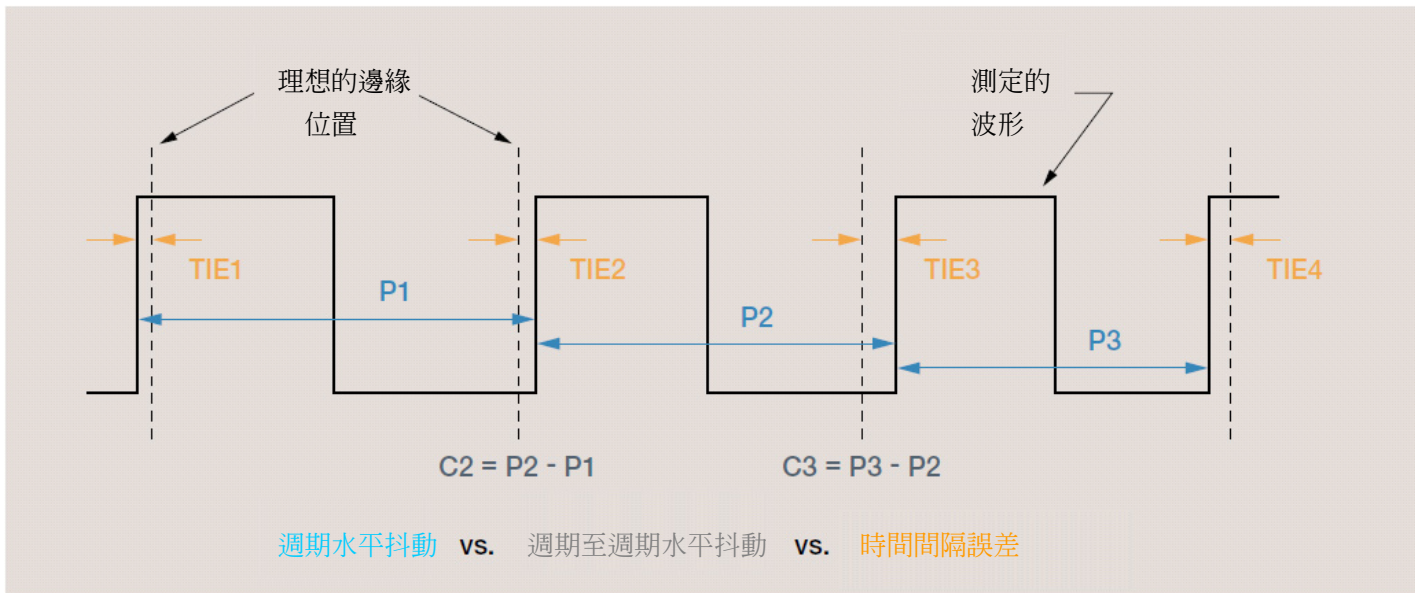 理想的邊緣
位置
測定的
波形
TIE1
TIE2
TIE3
TIE4
P1
P2
P3
C2 = P2 - P1
C3 = P3 - P2
週期水平抖動 vs. 週期至週期水平抖動 vs. 時間間隔誤差